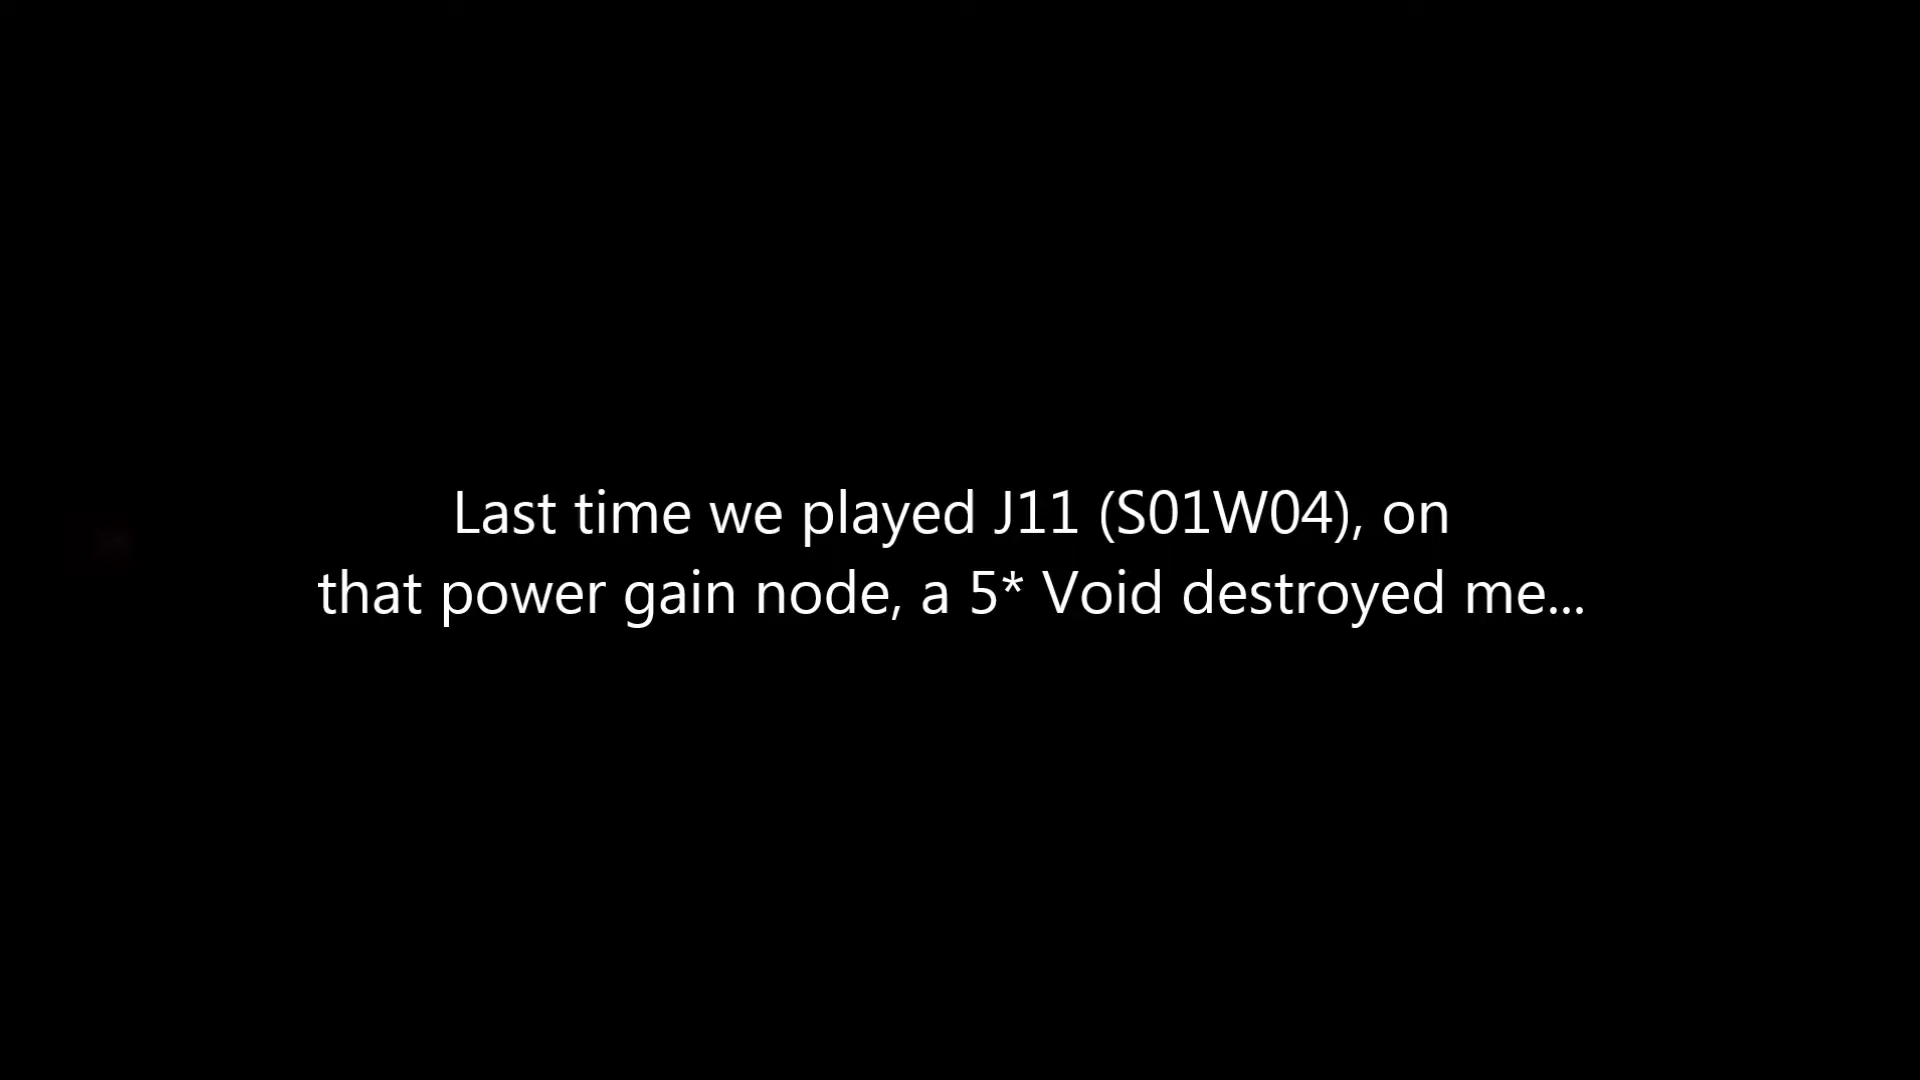 Last time we played J11 (S01W04), on
that power gain node, a 5* Void destroyed me...